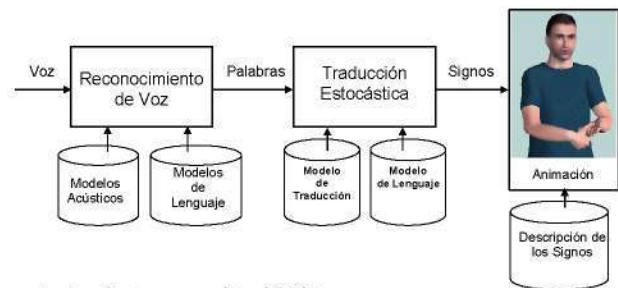 Voz
Reconocimiento
de Voz
Palabras
Traducción
Estocástica
Signos
Animación
Modelos
Acústicos
Modelos
de
Lenguaje
Modelo
de
Traducción
Modelo
de Lenguaje
Descripción de
los Signos